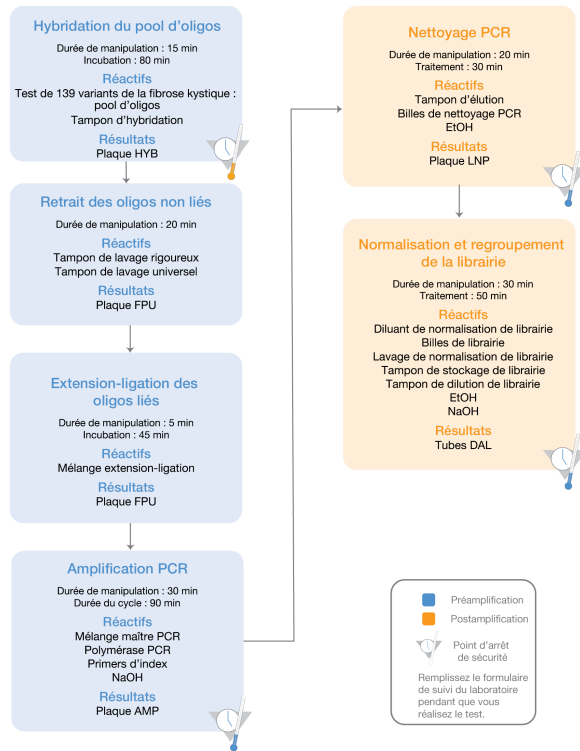 Hybridation du pool d'oligos
Durée de manipulation : 15 min
Incubation : 80 min
Réactifs
Test de 139 variants de la fibrose kystique :
pool d'oligos
Tampon d'hybridation
Résultats
Plaque HYB
Retrait des oligos non liés
Durée de manipulation : 20 min
Réactifs
Tampon de lavage rigoureux
Tampon de lavage universel
Résultats
Plaque FPU
Extension-ligation des
oligos liés
Durée de manipulation : 5 min
Incubation : 45 min
Réactifs
Mélange extension-ligation
Résultats
Plaque FPU
Amplification PCR
Durée de manipulation : 30 min
Durée du cycle : 90 min
Réactifs
Mélange maître PCR
Polymérase PCR
Primers d'index
NaOH
Résultats
Plaque AMP
Nettoyage PCR
Durée de manipulation : 20 min
Traitement : 30 min
Réactifs
Tampon d'élution
Billes de nettoyage PCR
EtOH
Résultats
Plaque LNP
Normalisation et regroupement
de la librairie
Durée de manipulation : 30 min
Traitement : 50 min
Réactifs
Diluant de normalisation de librairie
Billes de librairie
Lavage de normalisation de librairie
Tampon de stockage de librairie
Tampon de dilution de librairie
EtOH
NaOH
Résultats
Tubes DAL
Préamplification
Postamplification
Point d'arrêt
de sécurité
Remplissez le formulaire
de suivi du laboratoire
pendant que vous
réalisez le test.